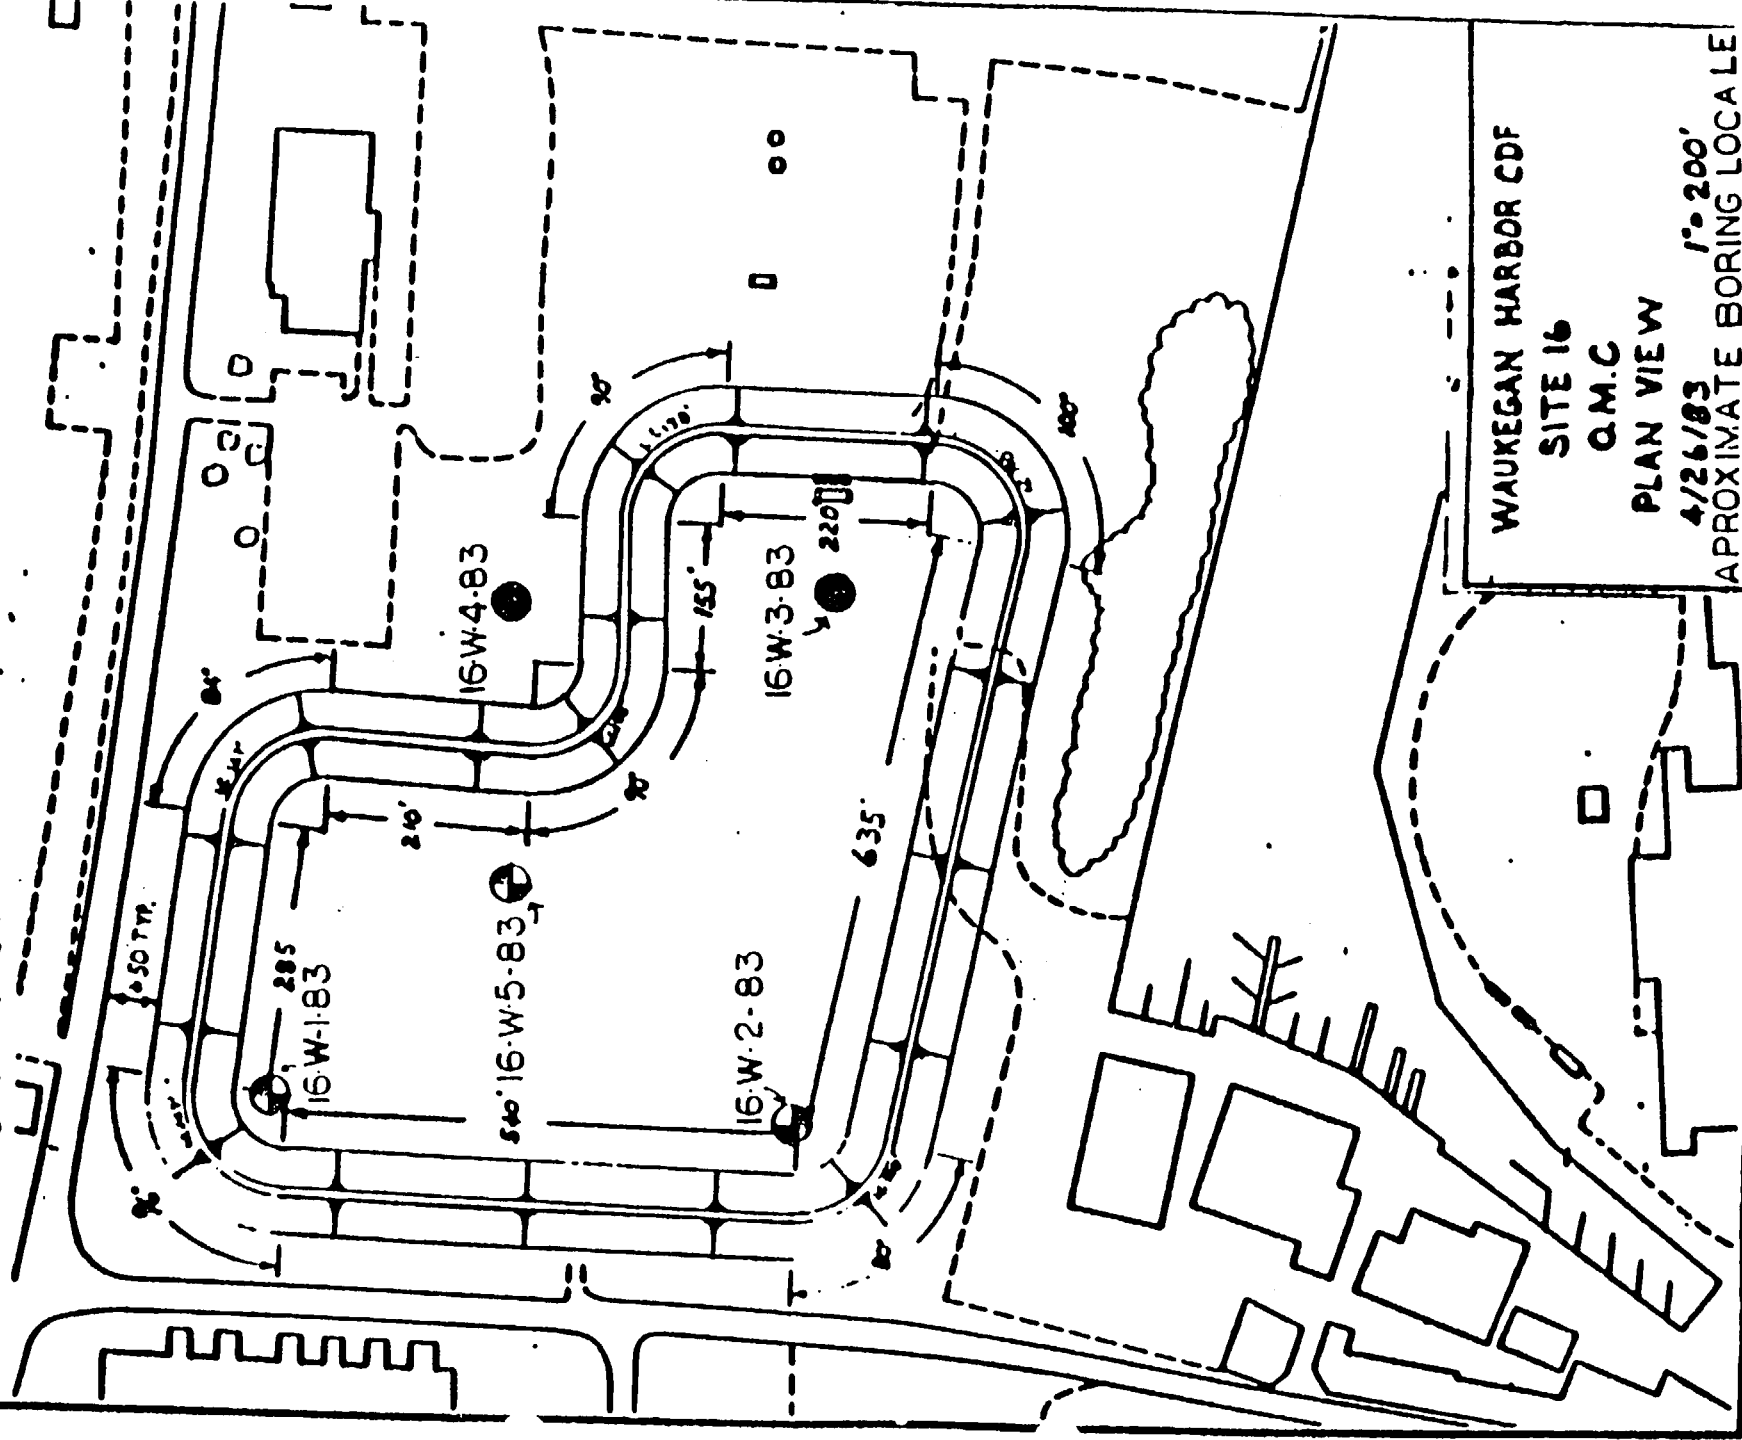 WAUKEGAN HARBOR CDF
SITE 16
Q.M.C
PLAN VIEW
4/26/83 1"= 200'
APROXIMATE BORING LOCALE
16·W·4·83
16·W·3·83
16·W·1·83
16·W·5·83
16·W·2·83
50 TYP.
285
210'
155'
220
635'
90°
100°